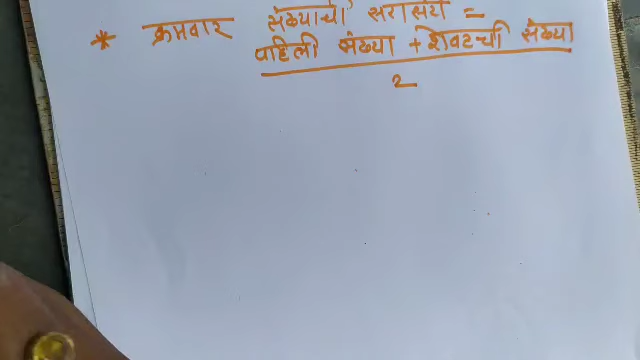 * क्रमवार संख्यांची सरासरी =
पहिली संख्या + शेवटची संख्या
2